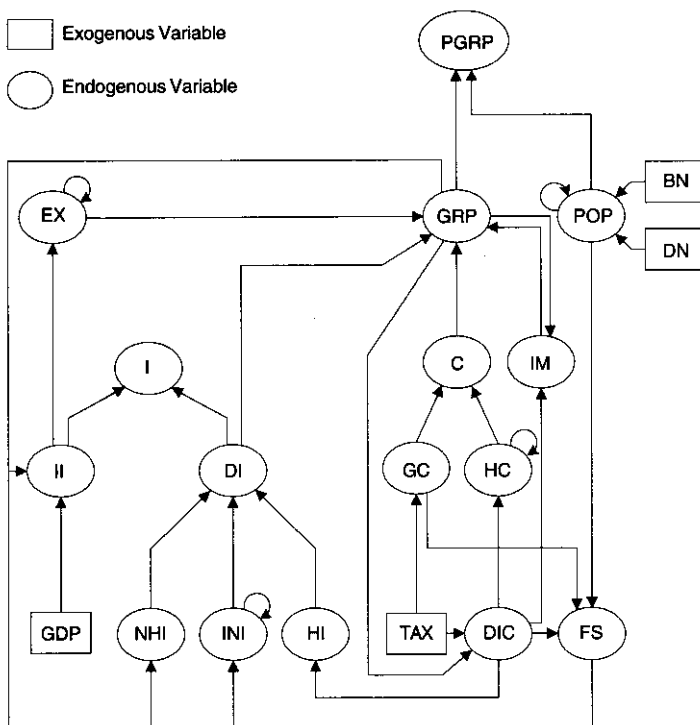 Exogenous Variable
PGRP
Endogenous Variable
BN
EX
GRP
POP
DN
I
C
IM
II
DI
GC
HC
GDP
NHI
INI
HI
TAX
DIC
FS